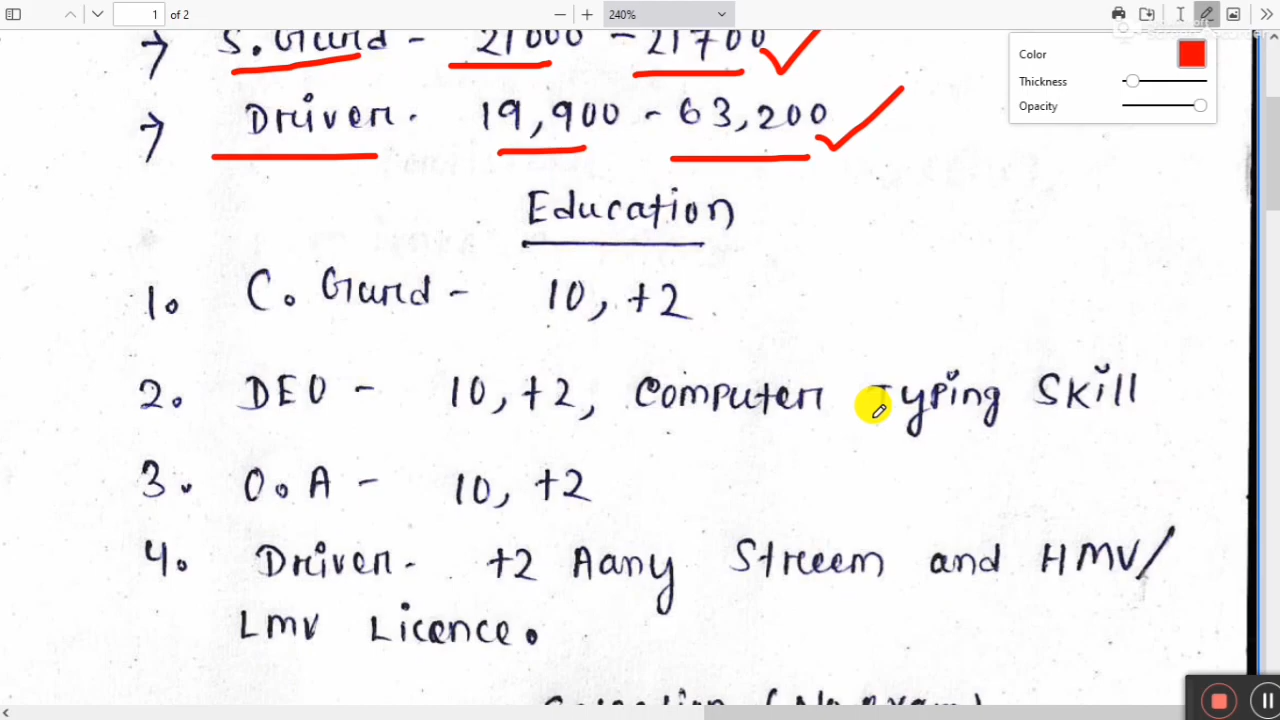 1 of 2
240%
Color
Thickness
Opacity
→ S. Guard - 21000 - 21700
→ Driver. 19,900 - 63,200
Education
1. C. Guard - 10, +2
2. DEO - 10, +2, Computer Typing Skill
3. O.A - 10, +2
4. Driver. +2 Aany Streem and HMV/
Lmv Licence.
(No exam)